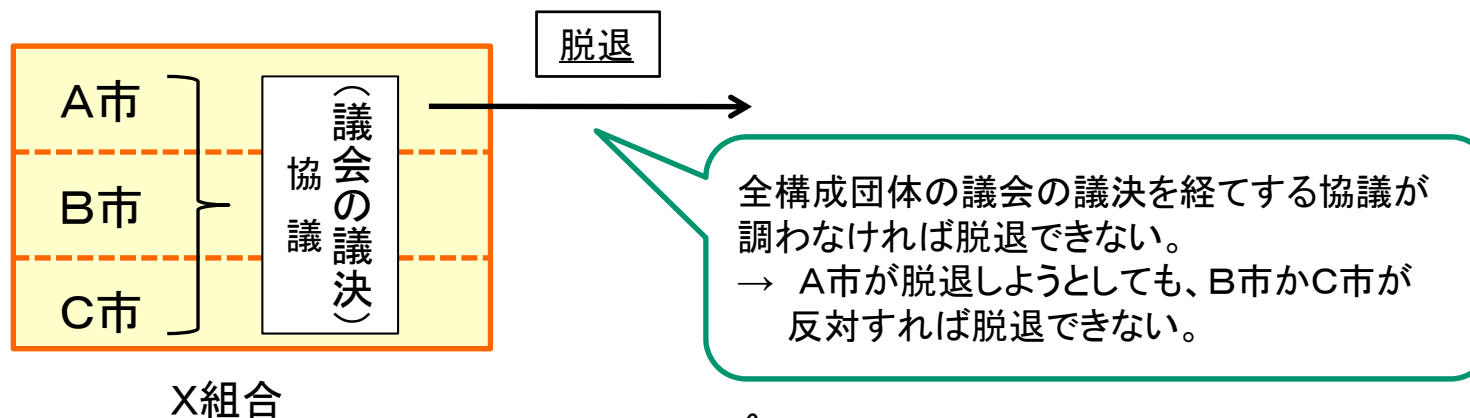 脱退
A市
B市
C市
協議
(議会の議決)
全構成団体の議会の議決を経てする協議が
調わなければ脱退できない。
→ A市が脱退しようとしても、B市かC市が
反対すれば脱退できない。
X組合